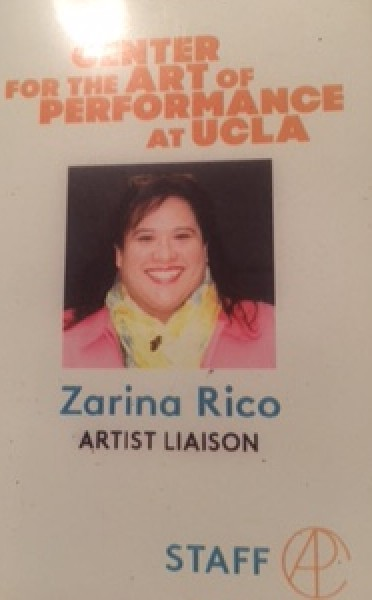 CENTER
FOR THE ART OF
PERFORMANCE
AT UCLA
Zarina Rico
ARTIST LIAISON
STAFF